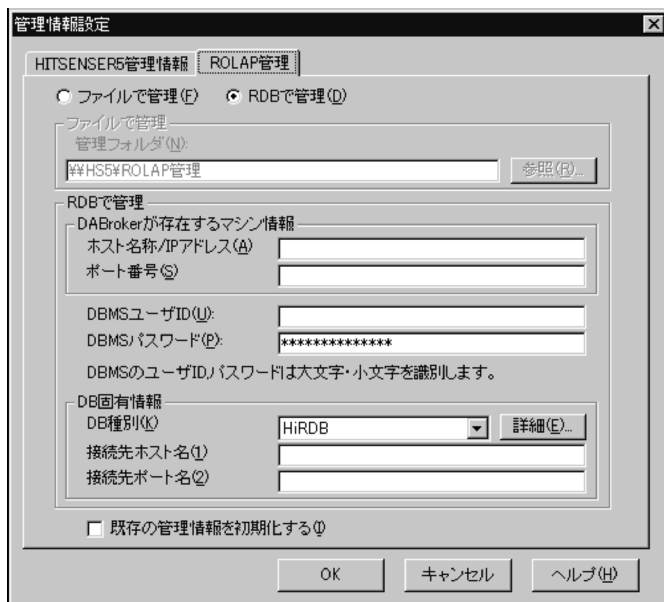 管理情報設定
HITSENSER5管理情報 ROLAP管理
ファイルで管理(F) RDBで管理(D)
ファイルで管理
管理フォルダ(N):
¥¥HS5¥ROLAP管理 参照(R)...
RDBで管理
DABrokerが存在するマシン情報
ホスト名称/IPアドレス(A)
ポート番号(S)
DBMSユーザID(U):
DBMSパスワード(P): **************
DBMSのユーザID,パスワードは大文字・小文字を識別します。
DB固有情報
DB種別(K) HiRDB 詳細(E)...
接続先ホスト名(1)
接続先ポート名(2)
既存の管理情報を初期化する(I)
OK キャンセル ヘルプ(H)